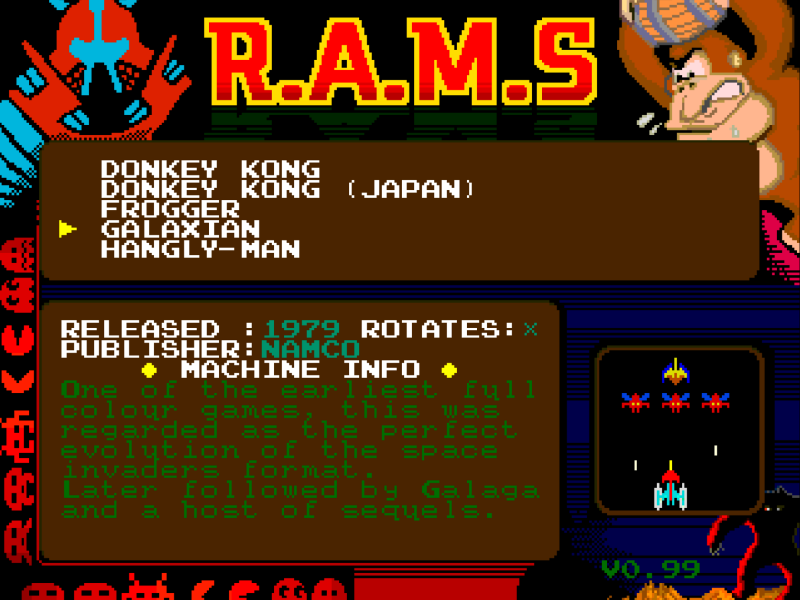 R.A.M.S
DONKEY KONG
DONKEY KONG (JAPAN)
FROGGER
GALAXIAN
HANGLY-MAN
RELEASED :1979 ROTATES:x
PUBLISHER:NAMCO
MACHINE INFO
One of the earliest full
colour games, this was
regarded as the perfect
evolution of the space
invaders format.
Later followed by Galaga
and a host of sequels.
V0.99